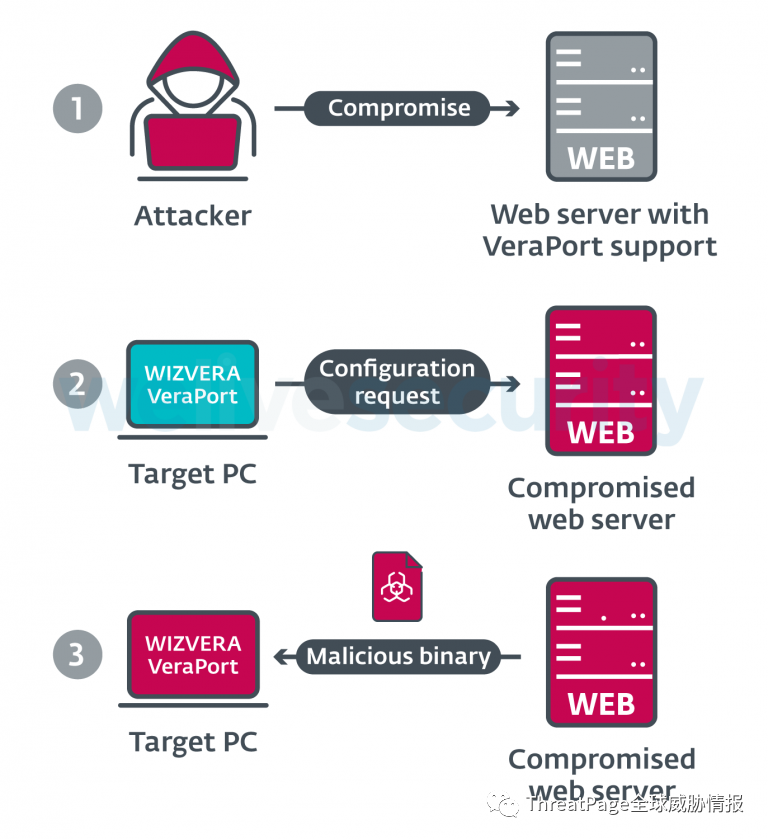 1
Compromise
WEB
Attacker
Web server with
VeraPort support
2
WIZVERA
VeraPort
Configuration
request
WEB
welivesecurity
Target PC
Compromised
web server
3
WIZVERA
VeraPort
Malicious binary
WEB
Target PC
Compromised
web server
ThreatPage全球威胁情报